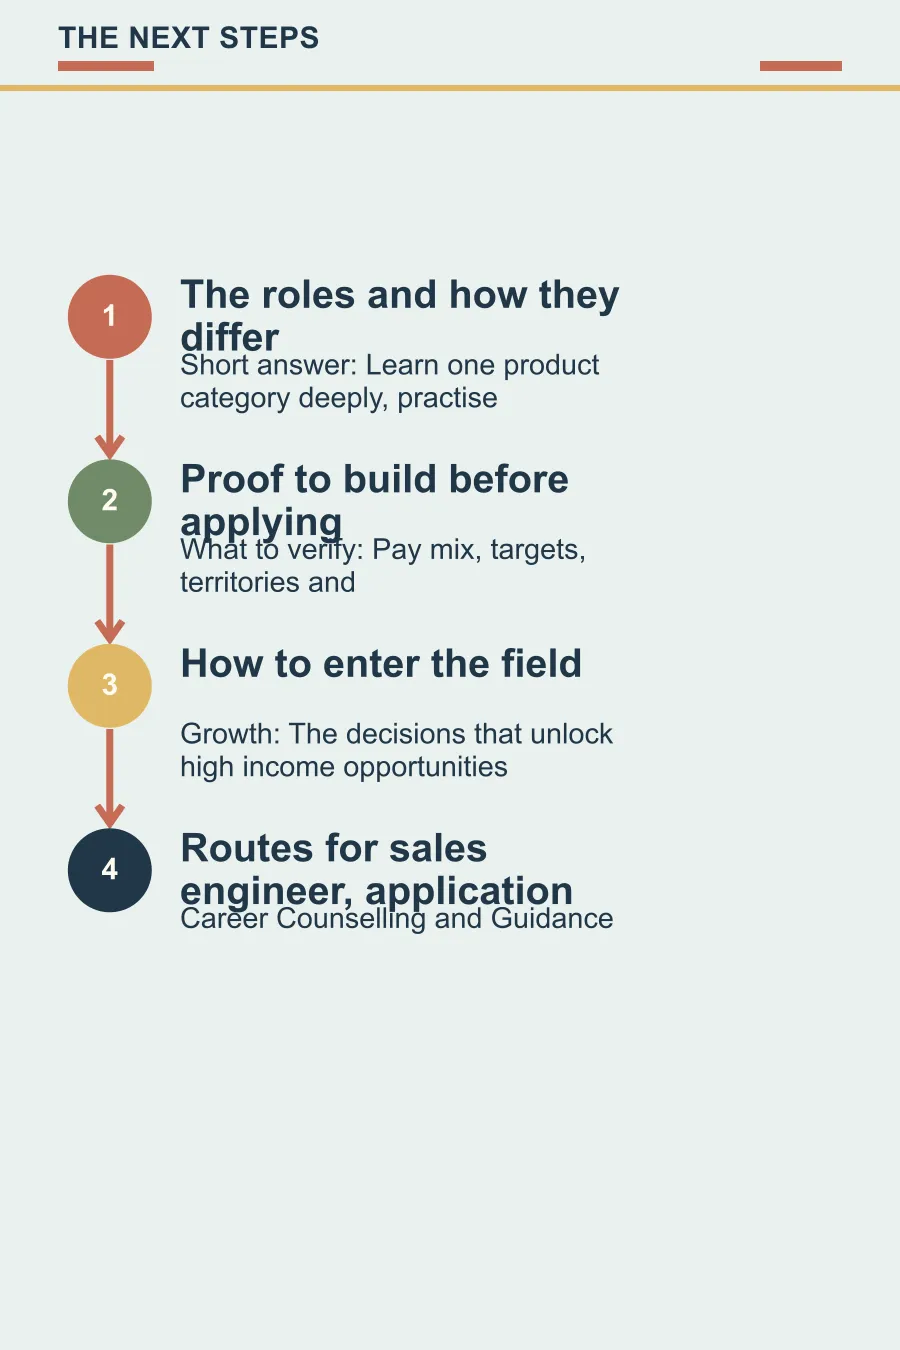 THE NEXT STEPS
1
The roles and how they
differ
Short answer: Learn one product
category deeply, practise
2
Proof to build before
applying
What to verify: Pay mix, targets,
territories and
3
How to enter the field
Growth: The decisions that unlock
high income opportunities
4
Routes for sales
engineer, application
Career Counselling and Guidance